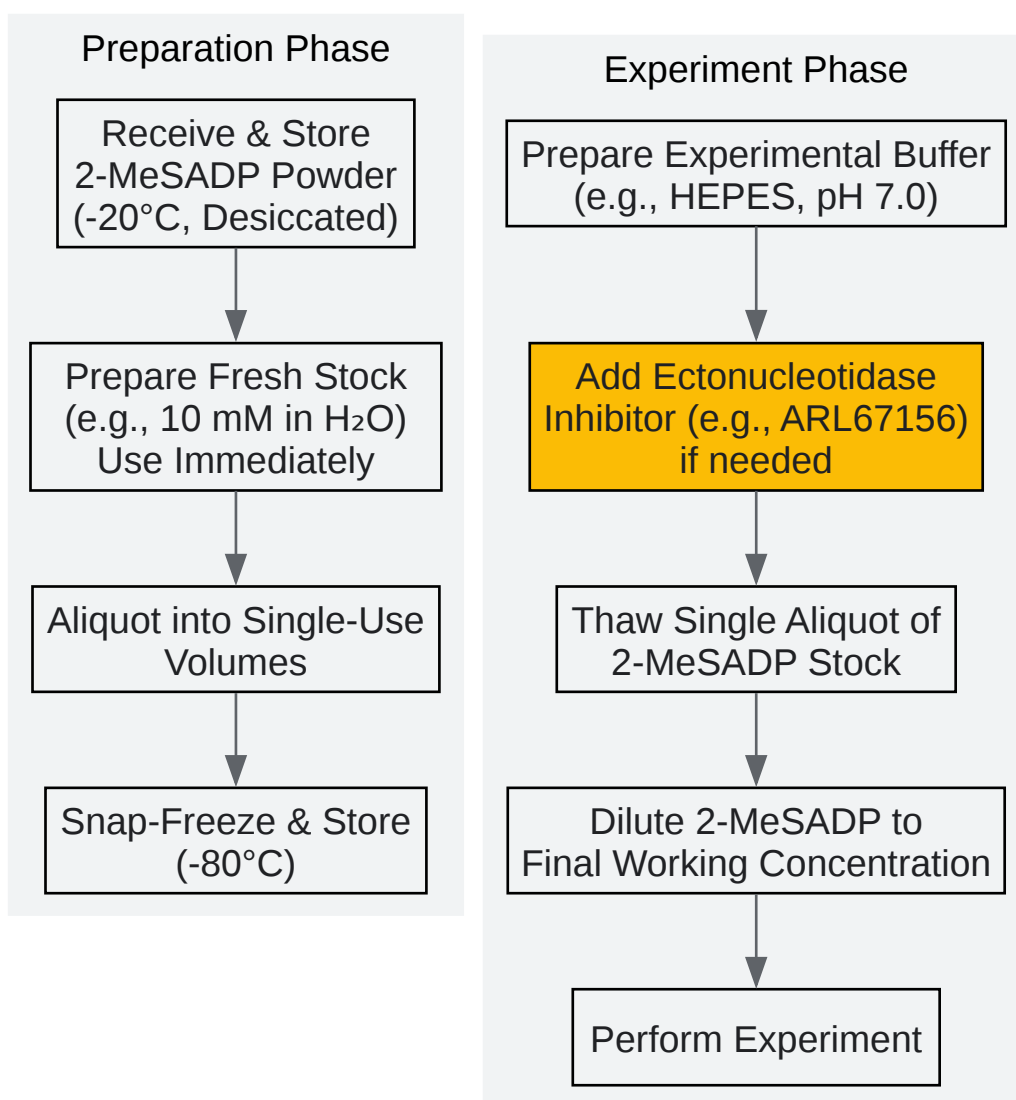 Preparation Phase
Receive & Store
2-MeSADP Powder
(-20°C, Desiccated)
Prepare Fresh Stock
(e.g., 10 mM in H₂O)
Use Immediately
Aliquot into Single-Use
Volumes
Snap-Freeze & Store
(-80°C)
Experiment Phase
Prepare Experimental Buffer
(e.g., HEPES, pH 7.0)
Add Ectonucleotidase
Inhibitor (e.g., ARL67156)
if needed
Thaw Single Aliquot of
2-MeSADP Stock
Dilute 2-MeSADP to
Final Working Concentration
Perform Experiment